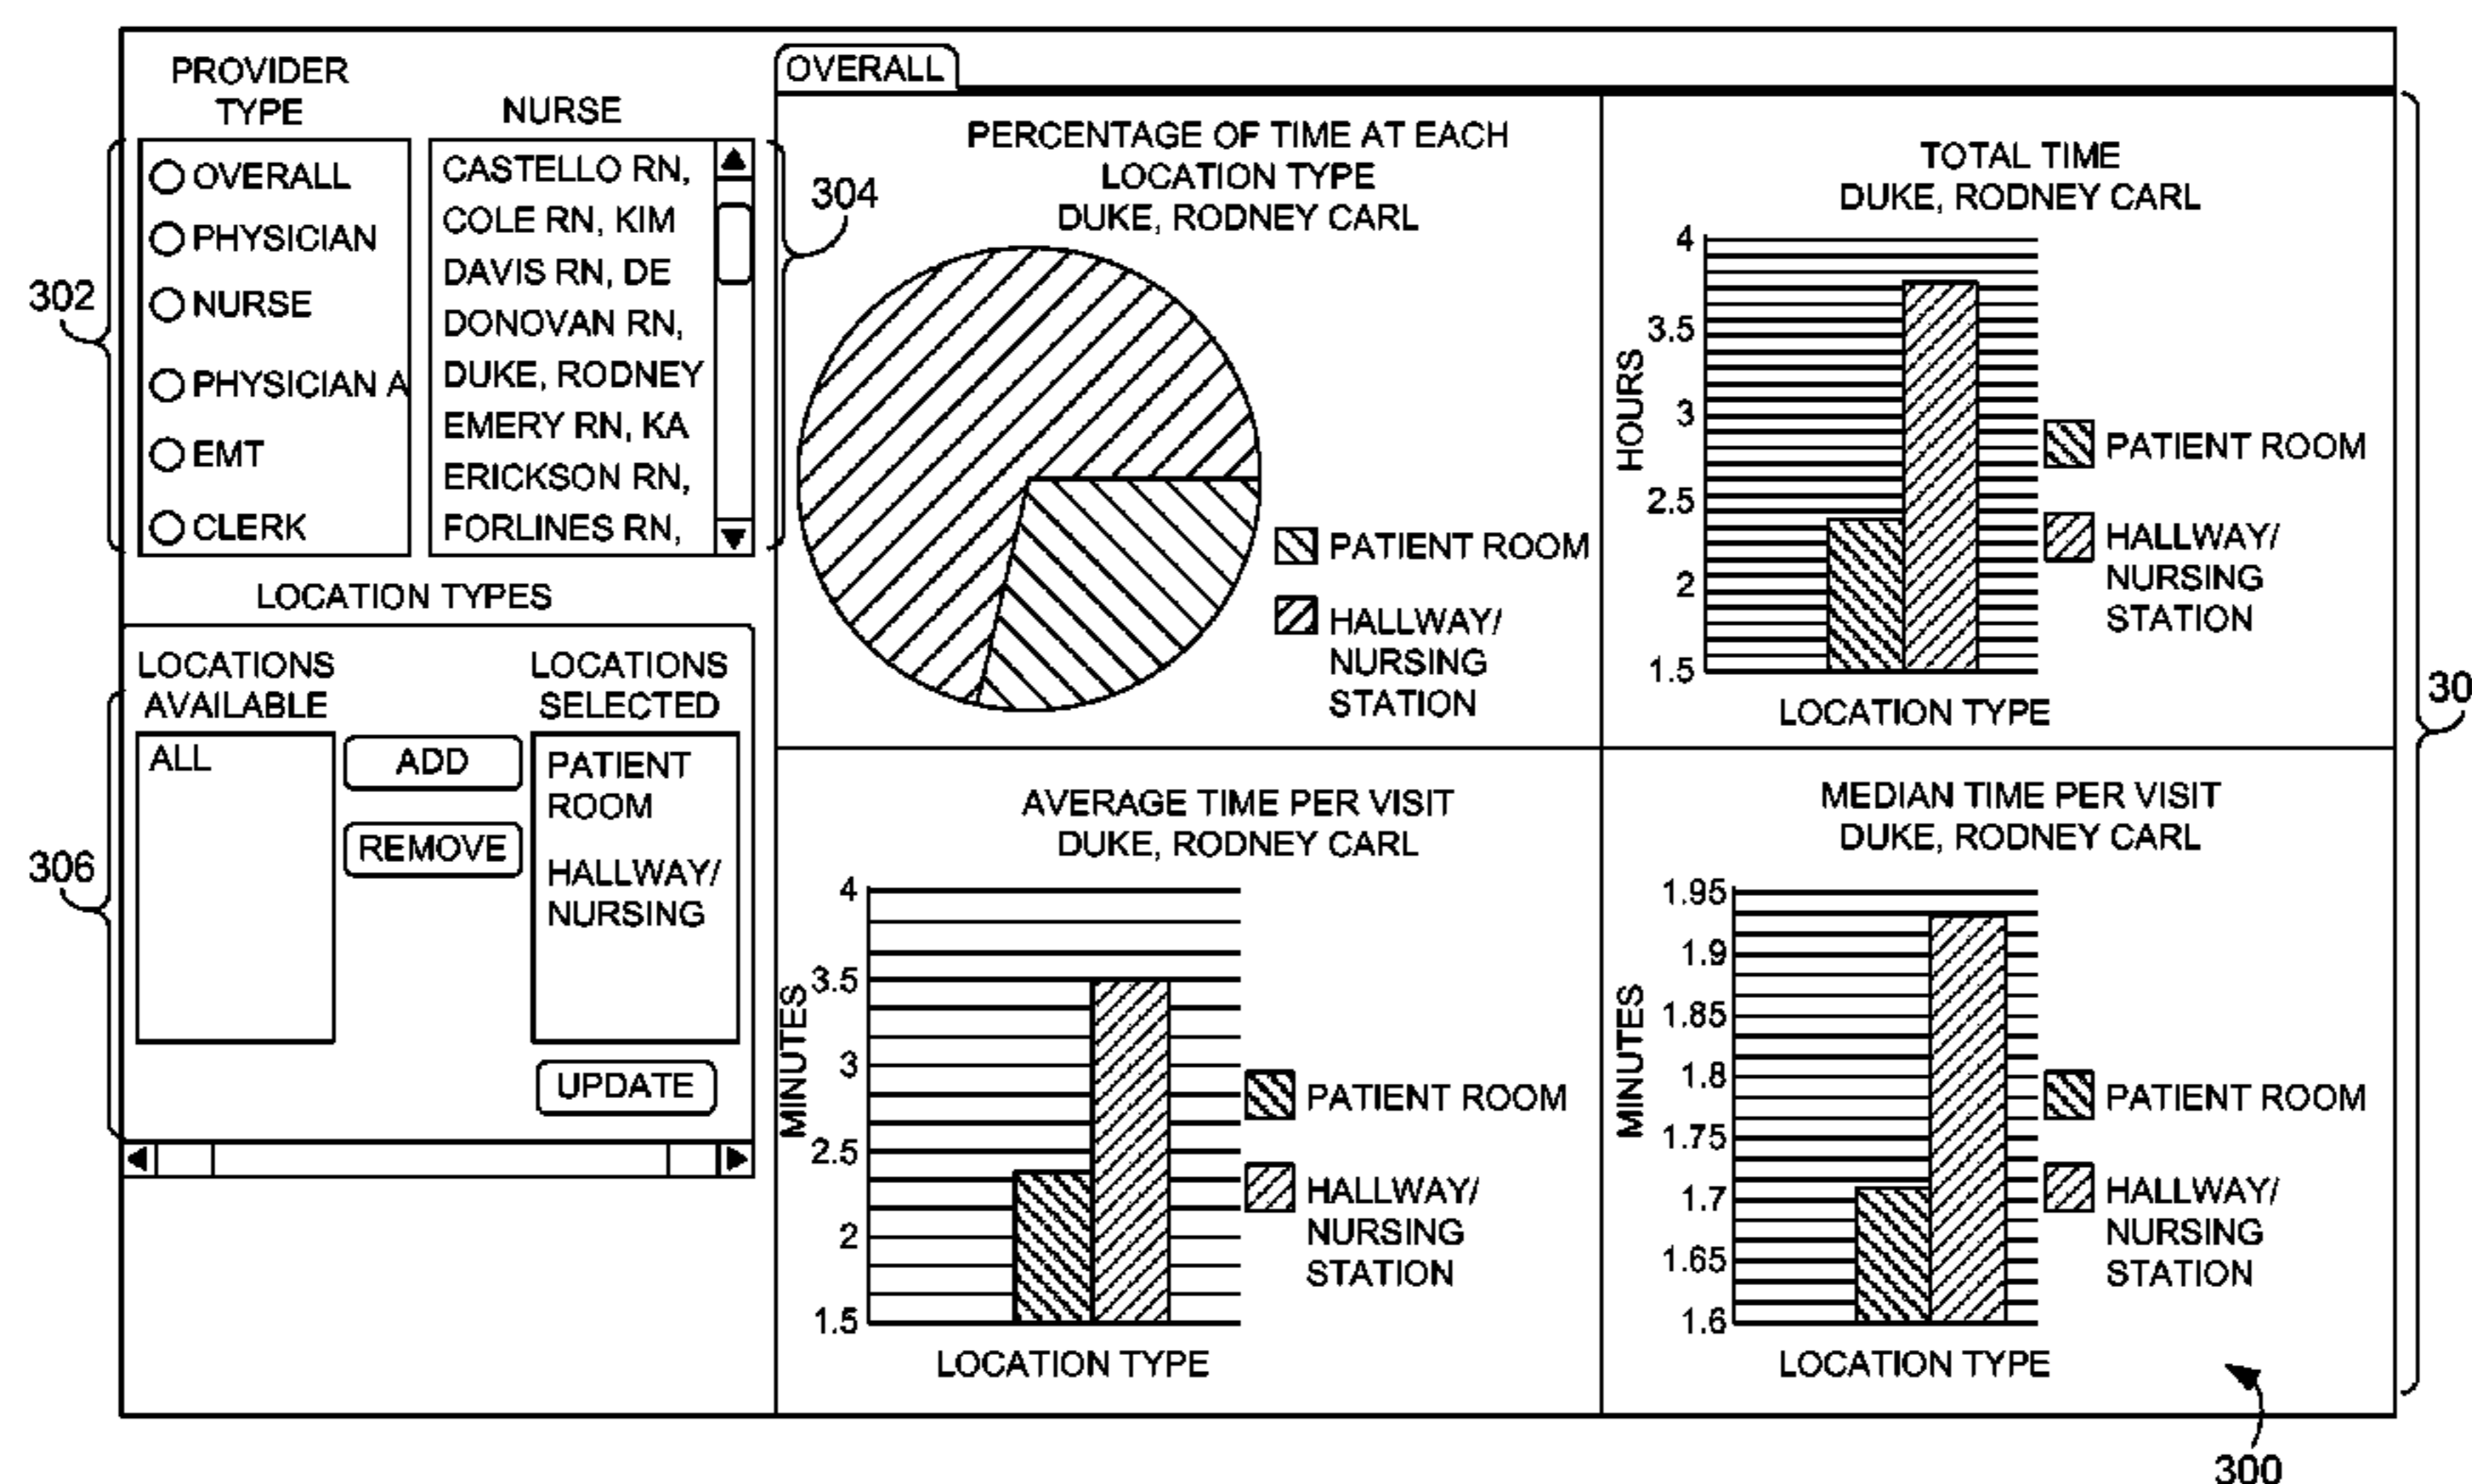 PROVIDER
TYPE
NURSE
302
OVERALL
PHYSICIAN
NURSE
PHYSICIAN A
EMT
CLERK
CASTELLO RN,
COLE RN, KIM
DAVIS RN, DE
DONOVAN RN,
DUKE, RODNEY
EMERY RN, KA
ERICKSON RN,
FORLINES RN,
304
LOCATION TYPES
LOCATIONS
AVAILABLE
LOCATIONS
SELECTED
306
ALL
ADD
REMOVE
PATIENT
ROOM
HALLWAY/
NURSING
UPDATE
OVERALL
PERCENTAGE OF TIME AT EACH
LOCATION TYPE
DUKE, RODNEY CARL
PATIENT ROOM
HALLWAY/
NURSING
STATION
TOTAL TIME
DUKE, RODNEY CARL
HOURS
4
3.5
3
2.5
2
1.5
LOCATION TYPE
PATIENT ROOM
HALLWAY/
NURSING
STATION
30
AVERAGE TIME PER VISIT
DUKE, RODNEY CARL
MINUTES
4
3.5
3
2.5
2
1.5
LOCATION TYPE
PATIENT ROOM
HALLWAY/
NURSING
STATION
MEDIAN TIME PER VISIT
DUKE, RODNEY CARL
MINUTES
1.95
1.9
1.85
1.8
1.75
1.7
1.65
1.6
LOCATION TYPE
PATIENT ROOM
HALLWAY/
NURSING
STATION
300